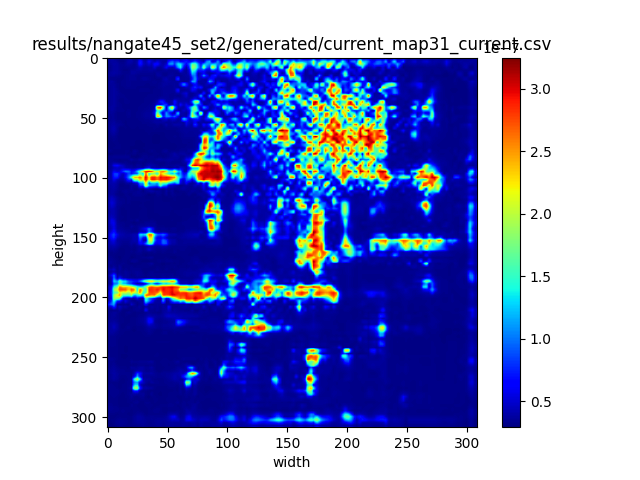 results/nangate45_set2/generated/current_map31_current.csv
1e−7
0
50
100
150
200
250
300
height
0 50 100 150 200 250 300
width
3.0
2.5
2.0
1.5
1.0
0.5